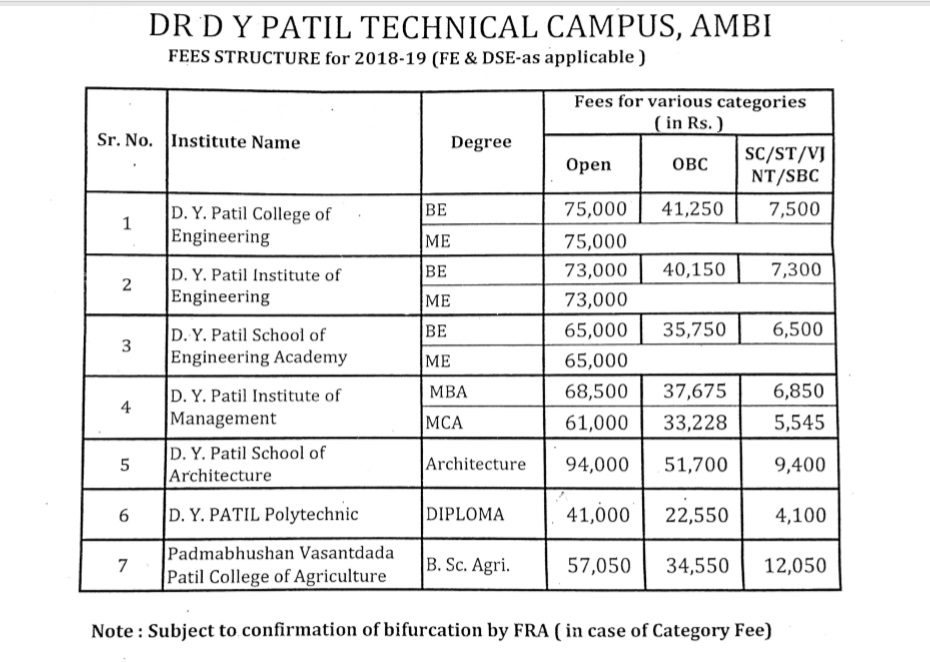 DR D Y PATIL TECHNICAL CAMPUS, AMBI
FEES STRUCTURE for 2018-19 (FE & DSE-as applicable )
Sr. No. Institute Name Degree Fees for various categories
( in Rs. )
Open OBC SC/ST/VJ
NT/SBC
1 D. Y. Patil College of
Engineering
BE 75,000 41,250 7,500
ME 75,000
2 D. Y. Patil Institute of
Engineering
BE 73,000 40,150 7,300
ME 73,000
3 D. Y. Patil School of
Engineering Academy
BE 65,000 35,750 6,500
ME 65,000
4 D. Y. Patil Institute of
Management
MBA 68,500 37,675 6,850
MCA 61,000 33,228 5,545
5 D. Y. Patil School of
Architecture
Architecture 94,000 51,700 9,400
6 D. Y. PATIL Polytechnic DIPLOMA 41,000 22,550 4,100
7 Padmabhushan Vasantdada
Patil College of Agriculture
B. Sc. Agri. 57,050 34,550 12,050
Note : Subject to confirmation of bifurcation by FRA ( in case of Category Fee)